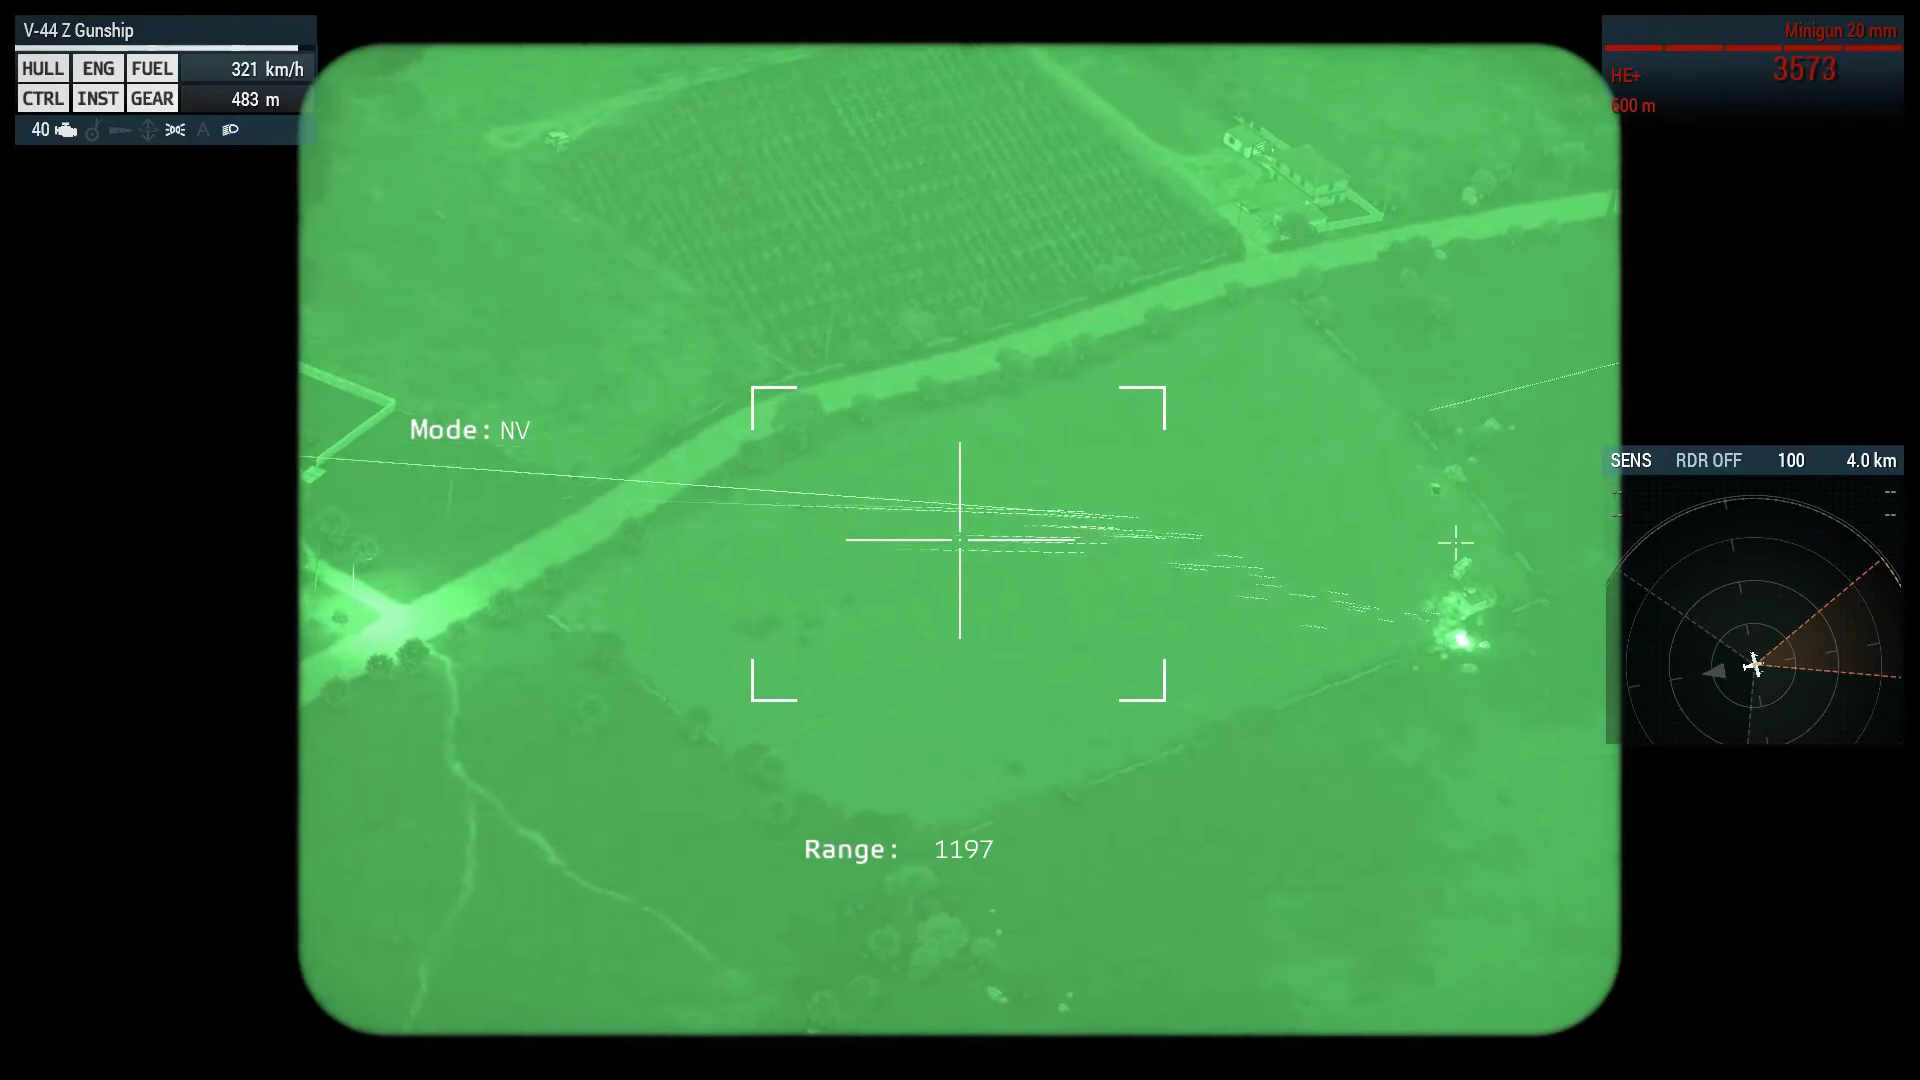 V-44 Z Gunship
HULL ENG FUEL 321 km/h
CTRL INST GEAR 483 m
40 A
Minigun 20 mm
HE+ 3573
600 m
Mode: NV
SENS RDR OFF 100 4.0 km
-- --
-- --
Range: 1197